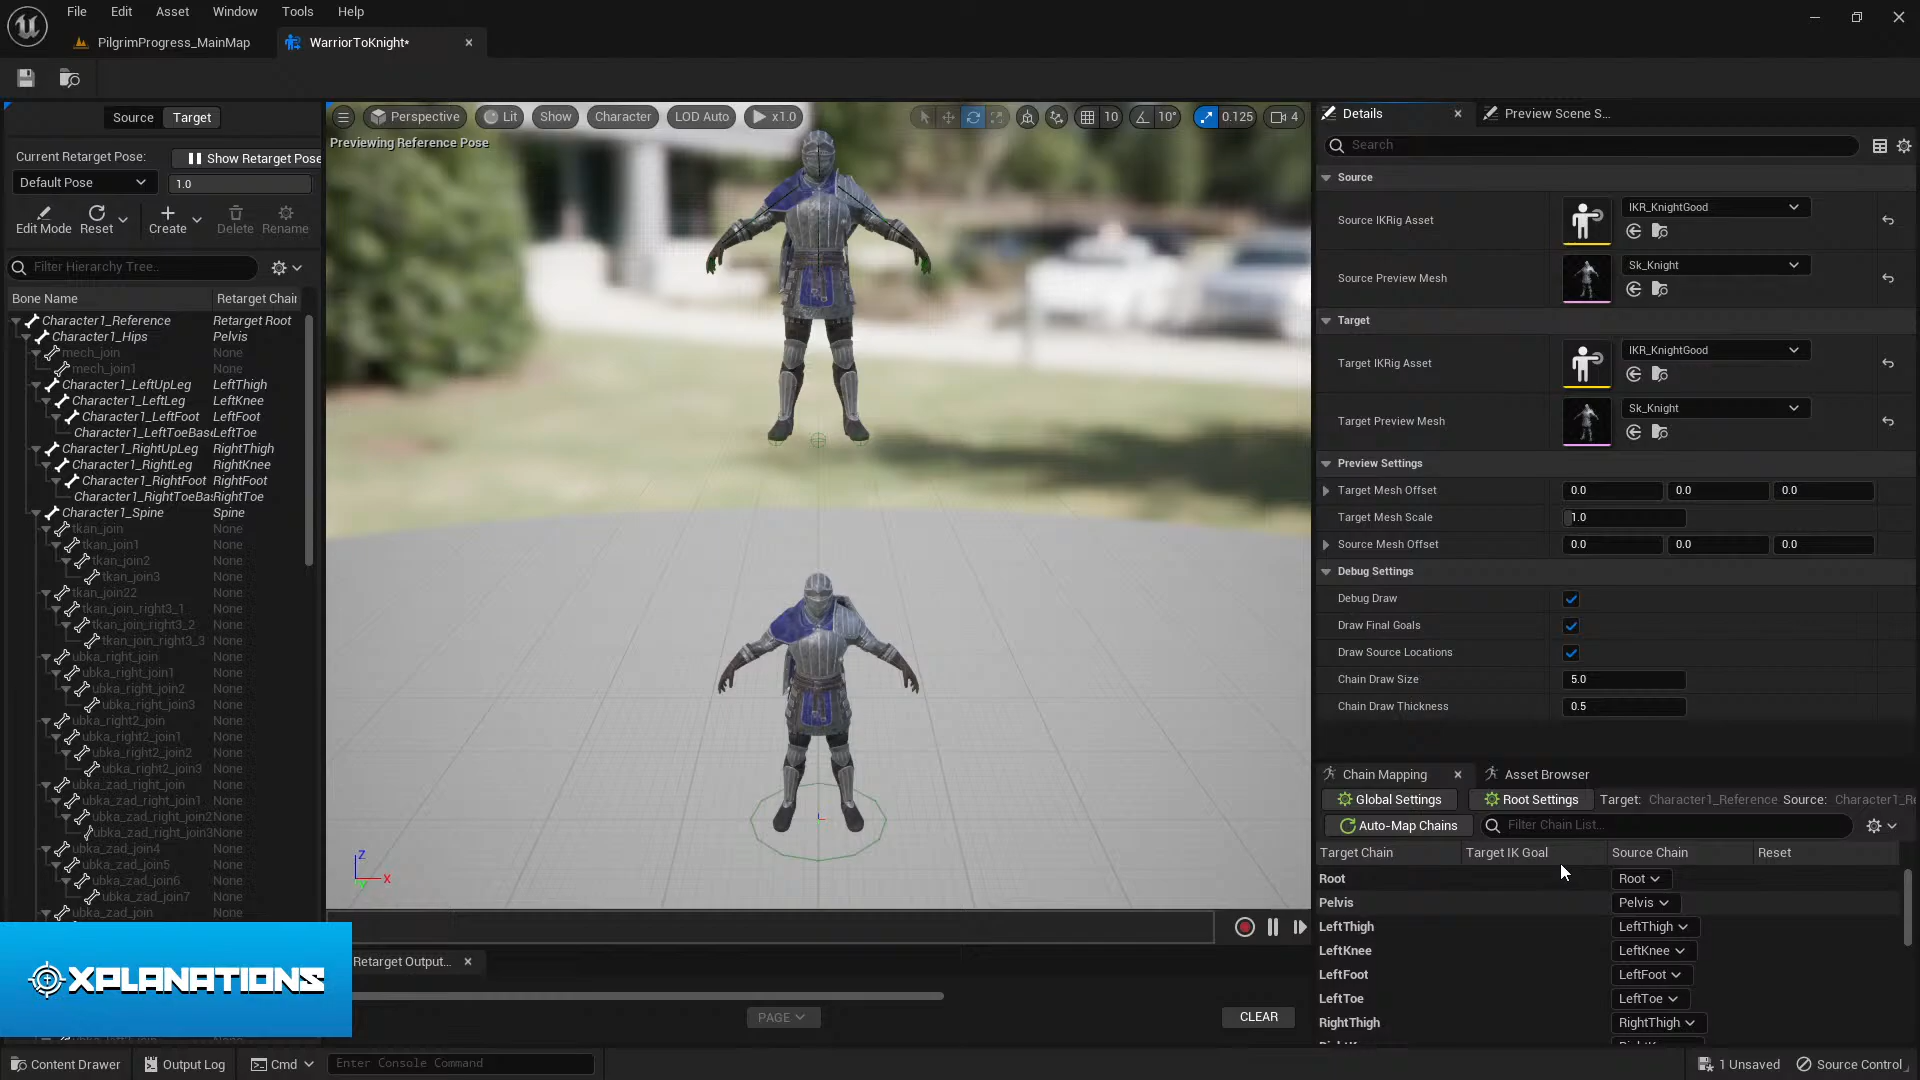 File Edit Asset Window Tools Help
PilgrimProgress_MainMap
WarriorToKnight*
Source Target
Current Retarget Pose:
Show Retarget Pose
Default Pose
1.0
Edit Mode Reset Create Delete Rename
Filter Hierarchy Tree..
Bone Name Retarget Chai
Character1_Reference Retarget Root
Character1_Hips Pelvis
mech_join None
mech_join1 None
Character1_LeftUpLeg LeftThigh
Character1_LeftLeg LeftKnee
Character1_LeftFoot LeftFoot
Character1_LeftToeBas LeftToe
Character1_RightUpLeg RightThigh
Character1_RightLeg RightKnee
Character1_RightFoot RightFoot
Character1_RightToeBa RightToe
Character1_Spine Spine
tkan_join None
tkan_join1 None
tkan_join2 None
tkan_join3 None
tkan_join22 None
tkan_join_right3_1 None
tkan_join_right3_2 None
tkan_join_right3_3 None
ubka_right_join None
ubka_right_join1 None
ubka_right_join2 None
ubka_right_join3 None
ubka_right2_join None
ubka_right2_join1 None
ubka_right2_join2 None
ubka_right2_join3 None
ubka_zad_right_join None
ubka_zad_right_join1 None
ubka_zad_right_join2 None
ubka_zad_right_join3 None
ubka_zad_join4 None
ubka_zad_join5 None
ubka_zad_join6 None
ubka_zad_join7 None
ubka_zad_join None
XPLANATIONS
Perspective Lit Show Character LOD Auto x1.0
10 10° 0.125 4
Previewing Reference Pose
Z
X
Y
Retarget Output...
PAGE
CLEAR
Details
Preview Scene S...
Search
Source
Source IKRig Asset IKR_KnightGood
Source Preview Mesh Sk_Knight
Target
Target IKRig Asset IKR_KnightGood
Target Preview Mesh Sk_Knight
Preview Settings
Target Mesh Offset 0.0 0.0 0.0
Target Mesh Scale 1.0
Source Mesh Offset 0.0 0.0 0.0
Debug Settings
Debug Draw
Draw Final Goals
Draw Source Locations
Chain Draw Size 5.0
Chain Draw Thickness 0.5
Chain Mapping
Asset Browser
Global Settings Root Settings Target: Character1_Reference Source: Character1_Re
Auto-Map Chains Filter Chain List...
Target Chain Target IK Goal Source Chain Reset
Root Root
Pelvis Pelvis
LeftThigh LeftThigh
LeftKnee LeftKnee
LeftFoot LeftFoot
LeftToe LeftToe
RightThigh RightThigh
Content Drawer Output Log Cmd Enter Console Command
1 Unsaved Source Control